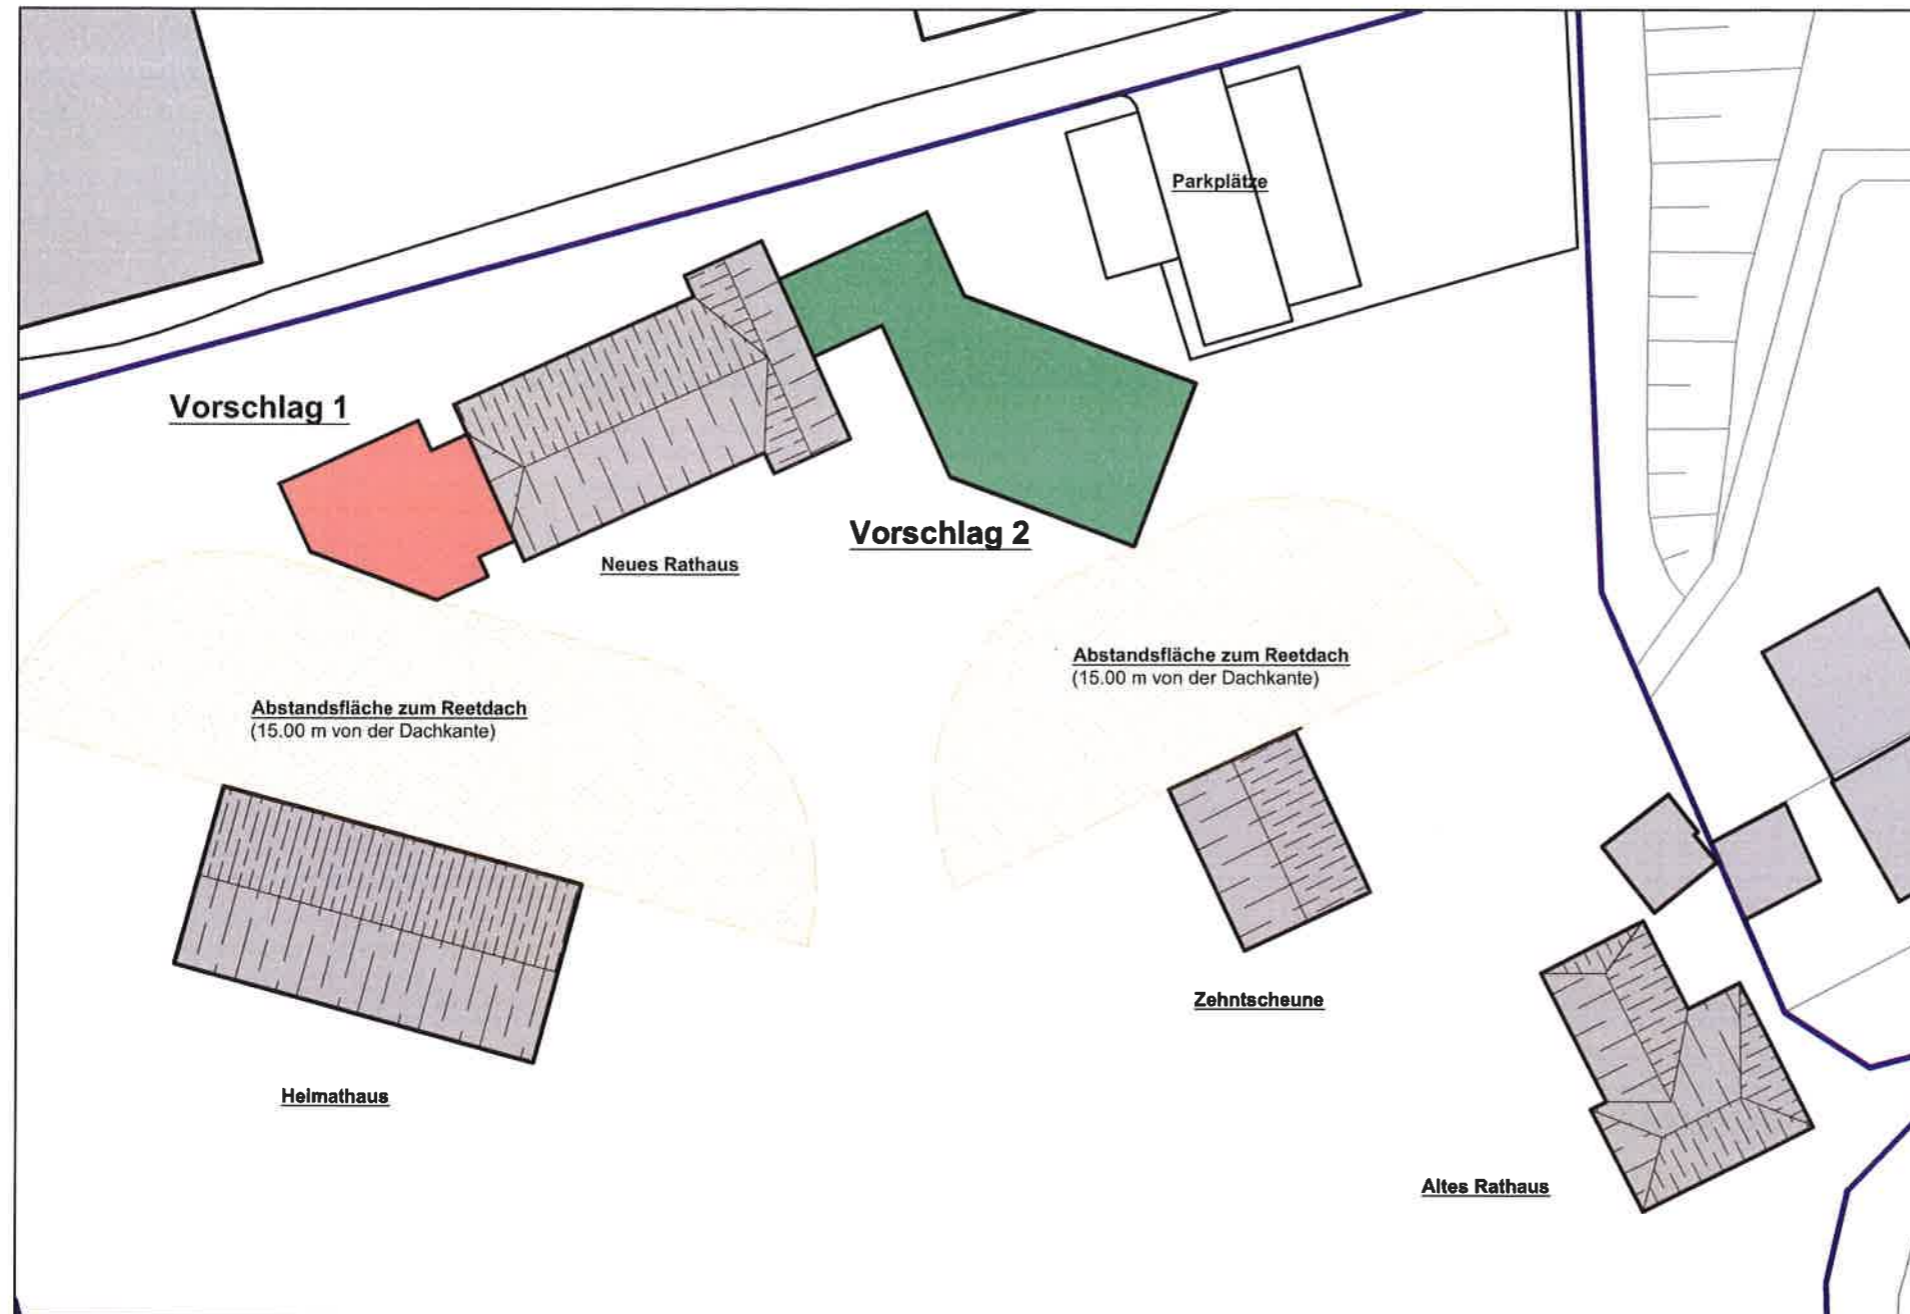 Parkplätze
Vorschlag 1
Vorschlag 2
Neues Rathaus
Abstandsfläche zum Reetdach
(15.00 m von der Dachkante)
Abstandsfläche zum Reetdach
(15.00 m von der Dachkante)
Zehntscheune
Heimathaus
Altes Rathaus